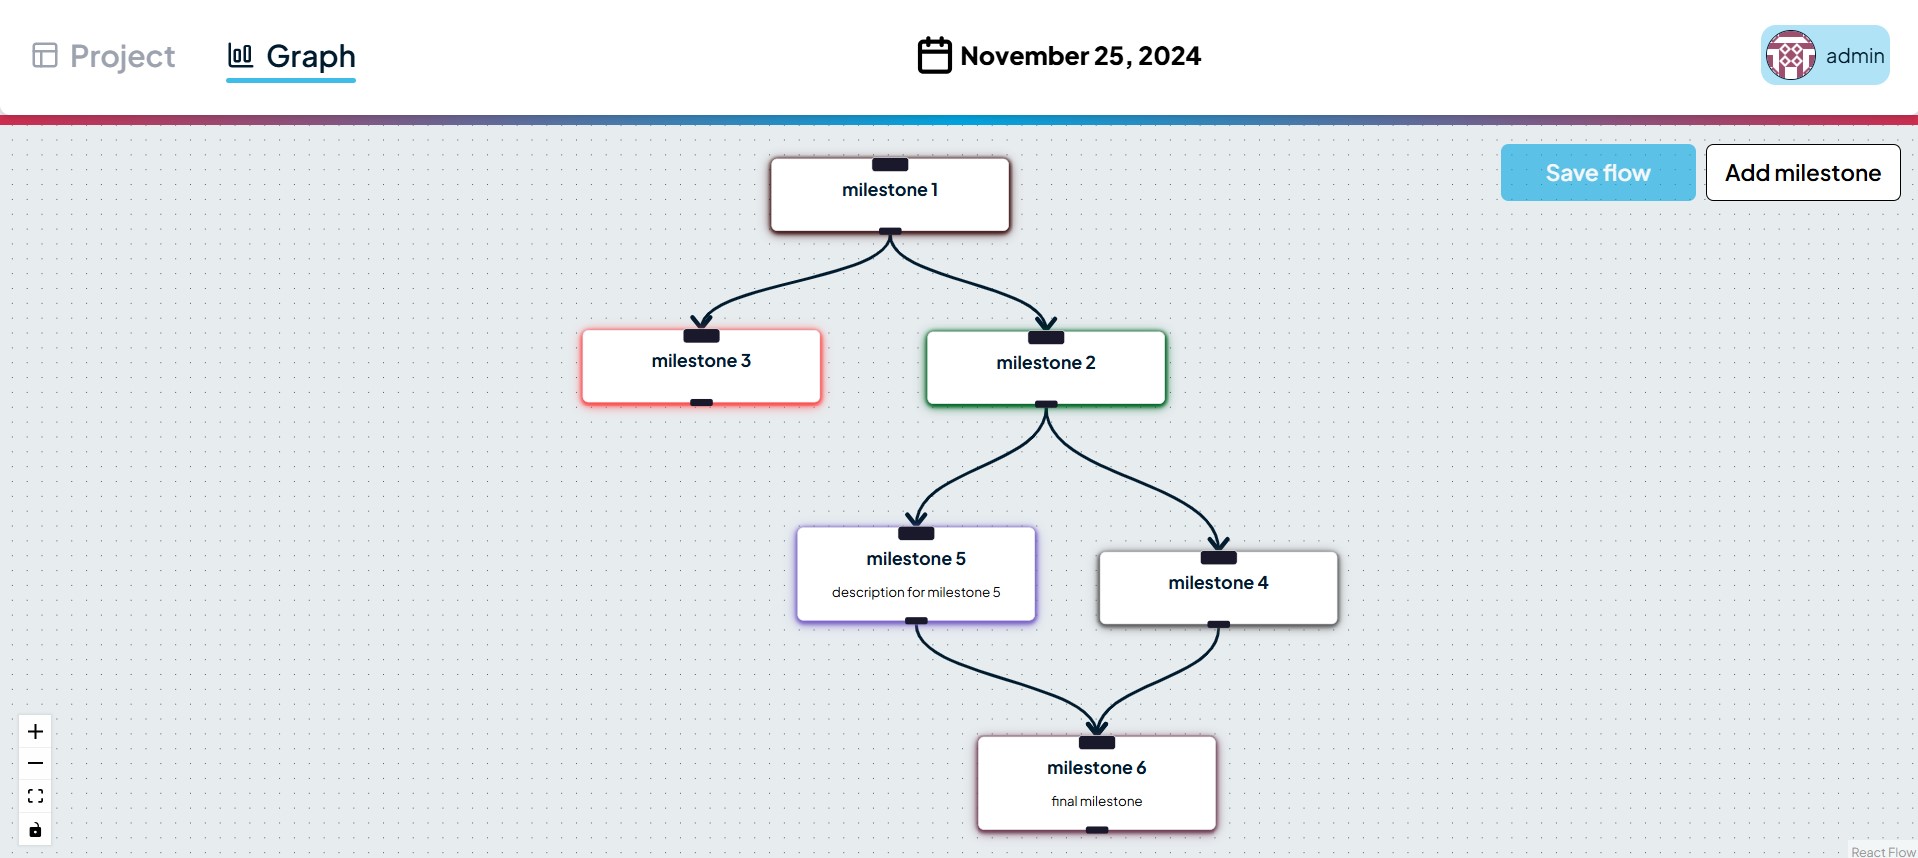 Project
Graph
November 25, 2024
admin
Save flow
Add milestone
milestone 1
milestone 3
milestone 2
milestone 5
description for milestone 5
milestone 4
milestone 6
final milestone
React Flow